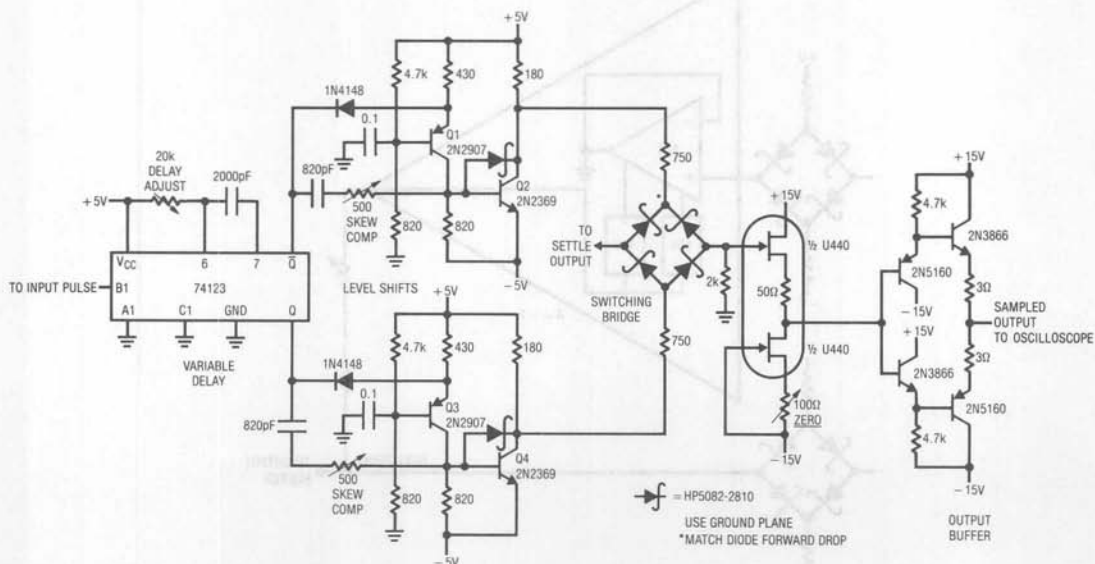 +5V
4.7k
430
180
1N4148
0.1
Q1
2N2907
820pF
500
SKEW
COMP
820
820
Q2
2N2369
-5V
20k
DELAY
ADJUST
2000pF
+5V
VCC
6
7
Q̅
TO INPUT PULSE
B1
74123
A1
C1
GND
Q
VARIABLE
DELAY
LEVEL SHIFTS
+5V
4.7k
430
180
1N4148
0.1
Q3
2N2907
820pF
500
SKEW
COMP
820
820
Q4
2N2369
-5V
750
*
TO
SETTLE
OUTPUT
SWITCHING
BRIDGE
750
2k
+15V
½ U440
50Ω
½ U440
100Ω
ZERO
-15V
+15V
4.7k
2N3866
2N5160
-15V
+15V
3Ω
SAMPLED
OUTPUT
TO OSCILLOSCOPE
3Ω
2N3866
2N5160
4.7k
-15V
OUTPUT
BUFFER
= HP5082-2810
USE GROUND PLANE
*MATCH DIODE FORWARD DROP